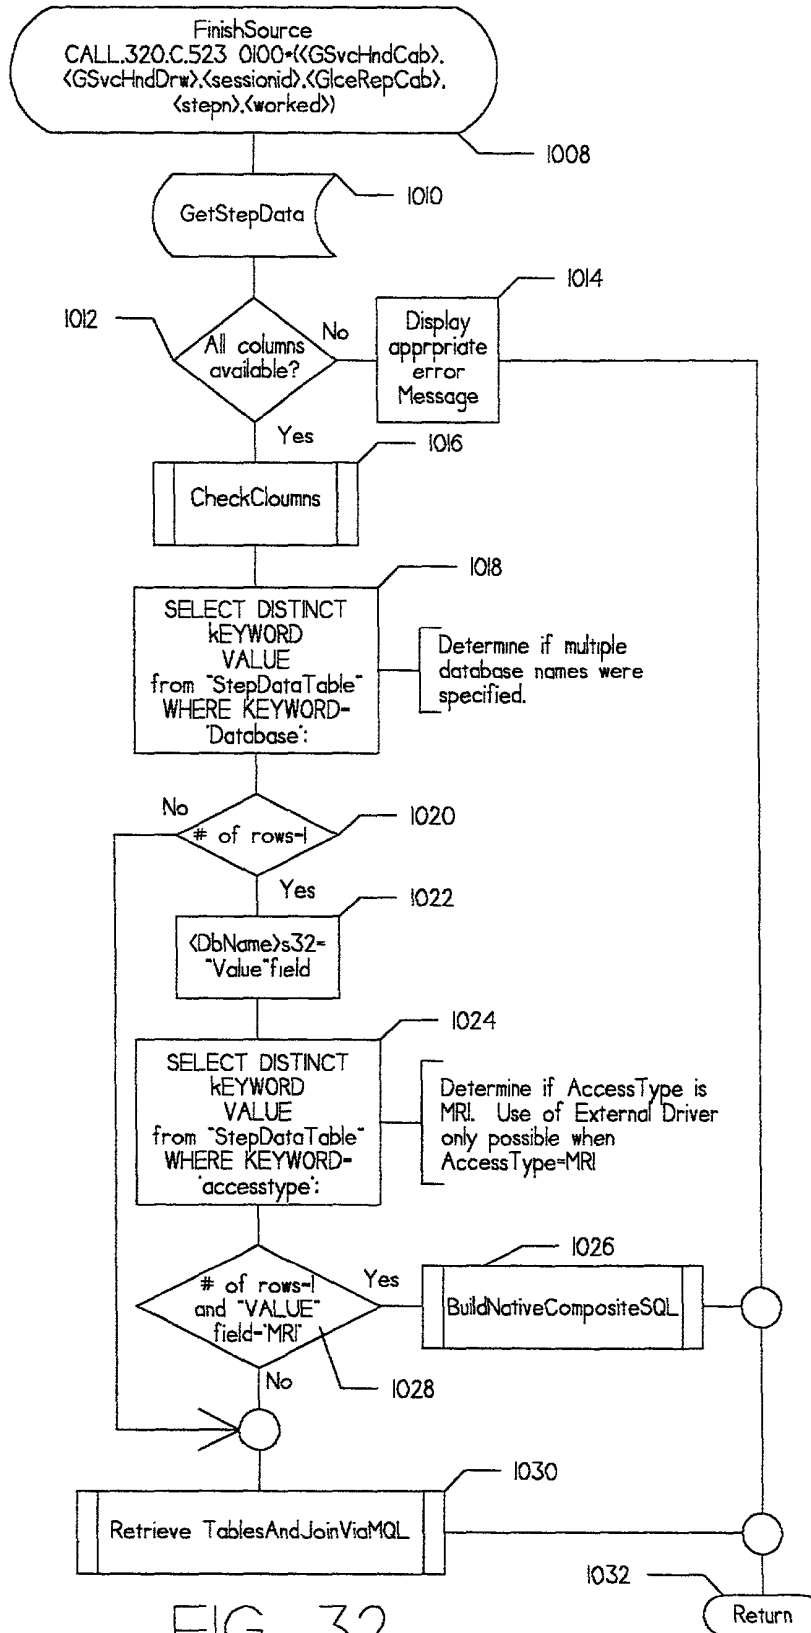 FinishSource
CALL.320.C.523 0100*(<GSvcHndCab>.
<GSvcHndDrw>.<sessionid>.<GlceRepCab>.
<stepn>.<worked>)
1008
GetStepData
1010
1012
All columns
available?
No
Yes
Display
apprpriate
error
Message
1014
CheckCloumns
1016
SELECT DISTINCT
kEYWORD
VALUE
from "StepDataTable"
WHERE KEYWORD=
'Database':
1018
Determine if multiple
database names were
specified.
No
# of rows=1
1020
Yes
<DbName>s32=
"Value"field
1022
SELECT DISTINCT
kEYWORD
VALUE
from "StepDataTable"
WHERE KEYWORD=
'accesstype':
1024
Determine if AccessType is
MRI. Use of External Driver
only possible when
AccessType=MRI
# of rows=1
and "VALUE"
field="MRI"
Yes
1026
BuildNativeCompositeSQL
No
1028
1030
Retrieve TablesAndJoinViaMQL
1032
Return
FIG. 32